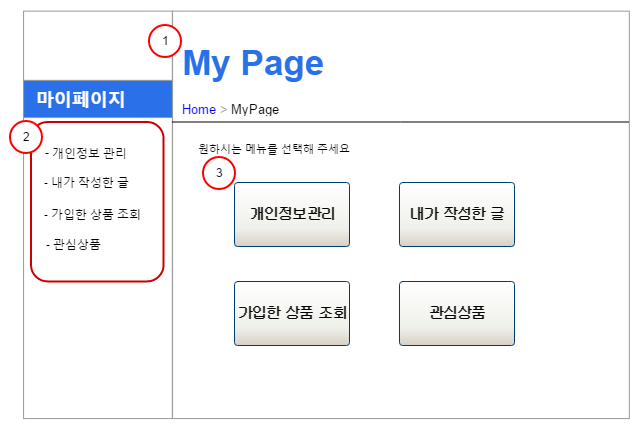 1
My Page
마이페이지
Home > MyPage
2
- 개인정보 관리
- 내가 작성한 글
- 가입한 상품 조회
- 관심상품
원하시는 메뉴를 선택해 주세요
3
개인정보관리
내가 작성한 글
가입한 상품 조회
관심상품